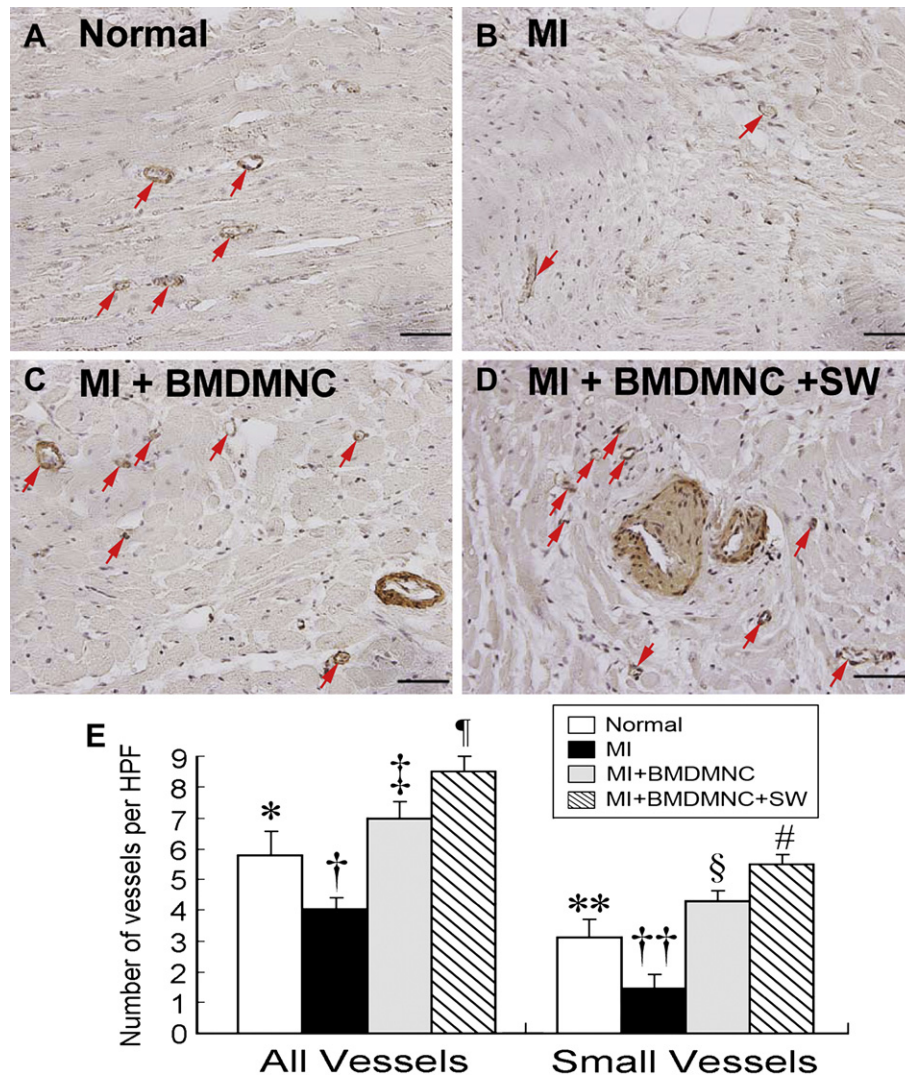 A Normal
B MI
C MI + BMDMNC
D MI + BMDMNC +SW
E
Normal
MI
MI+BMDMNC
MI+BMDMNC+SW
Number of vessels per HPF
9
8
7
6
5
4
3
2
1
0
* † ‡ ¶
** †† § #
All Vessels
Small Vessels